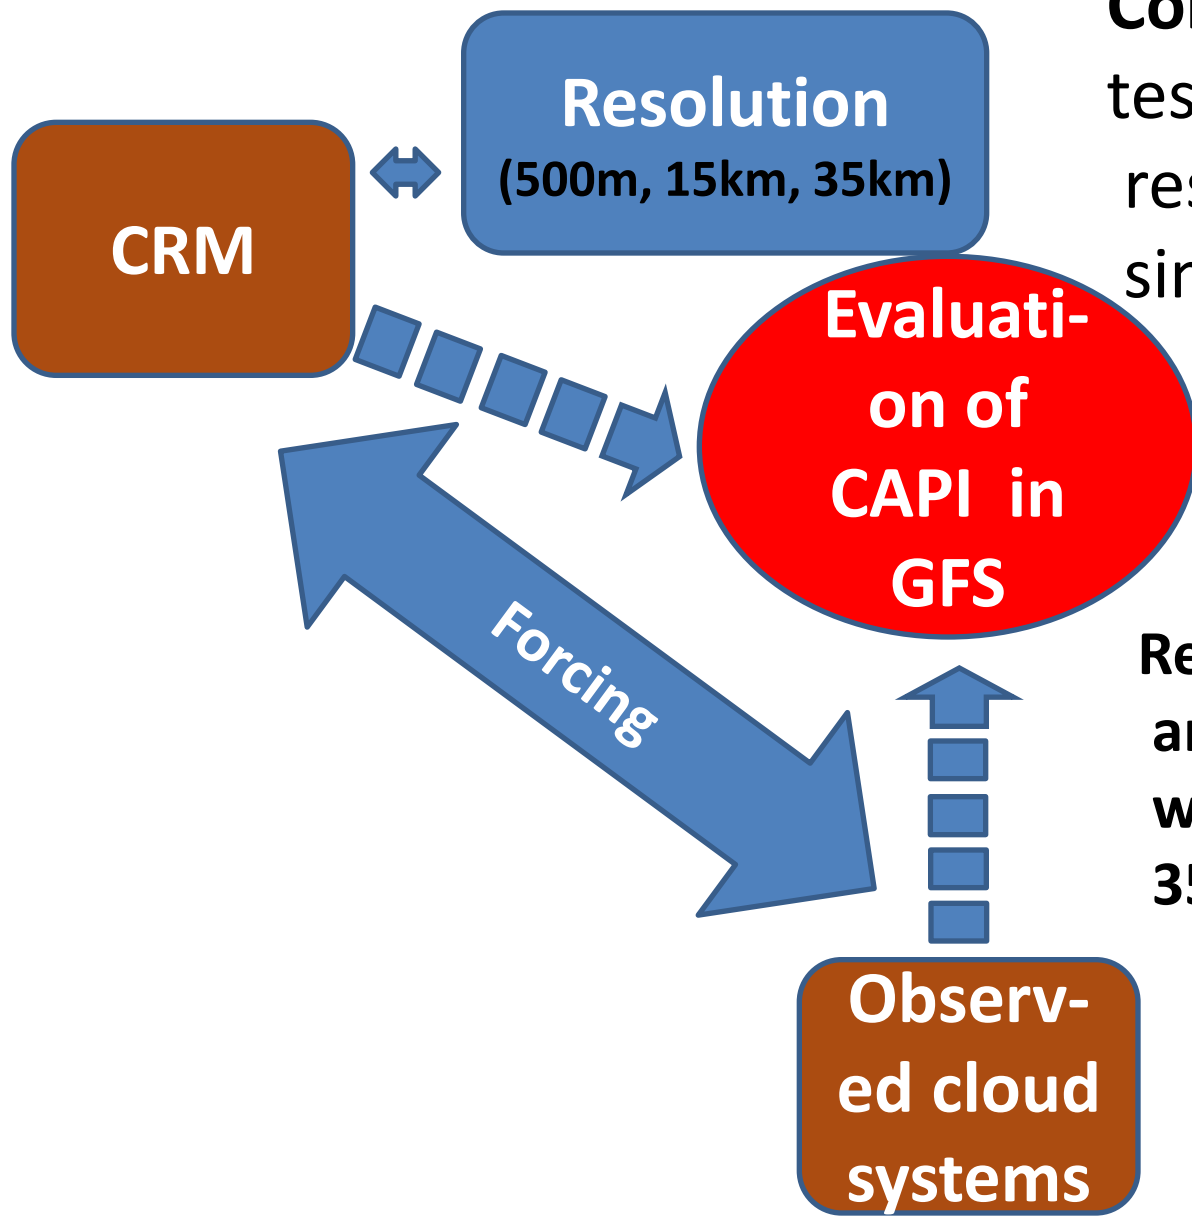 Resolution
(500m, 15km, 35km)
CRM
Evaluati-
on of
CAPI in
GFS
Forcing
Observ-
ed cloud
systems